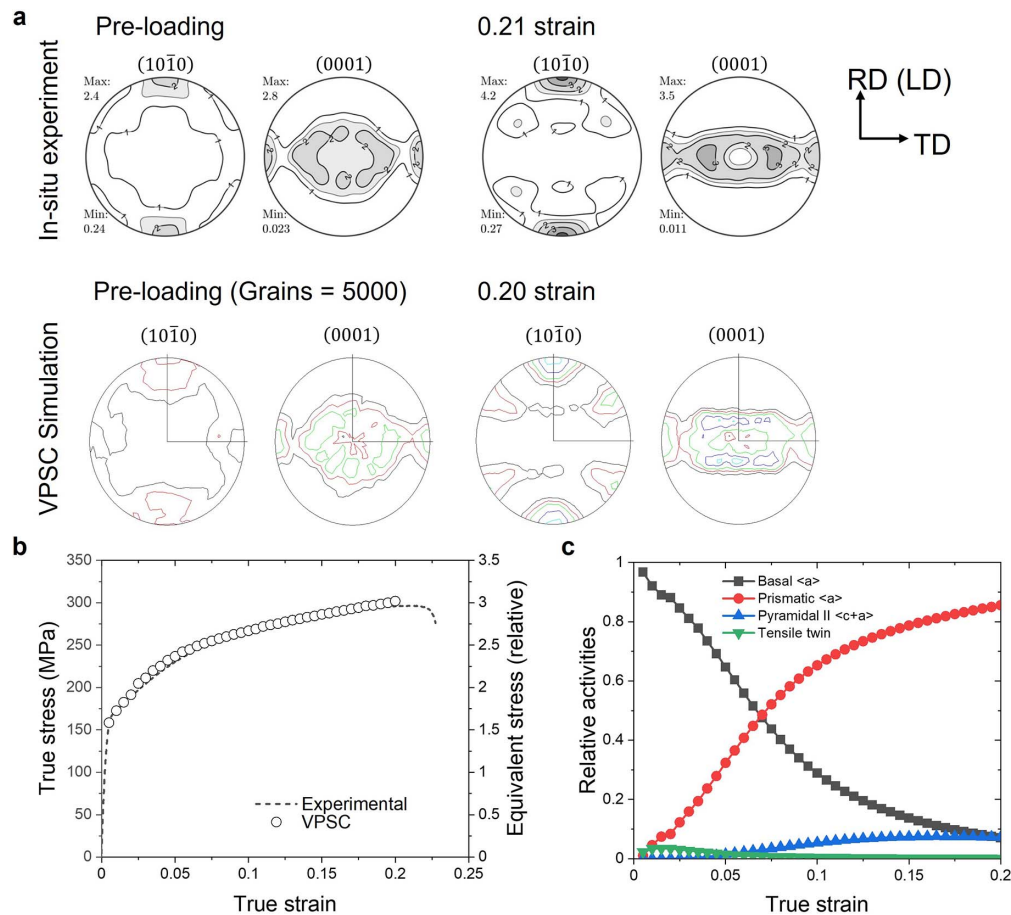 a
Pre-loading
0.21 strain
In-situ experiment
(101̅0)
(0001)
(101̅0)
(0001)
Max:
2.4
Max:
2.8
Max:
4.2
Max:
3.5
Min:
0.24
Min:
0.023
Min:
0.27
Min:
0.011
RD (LD)
TD
Pre-loading (Grains = 5000)
0.20 strain
VPSC Simulation
(101̅0)
(0001)
(101̅0)
(0001)
b
True stress (MPa)
350
300
250
200
150
100
50
0
3.5
3
2.5
2
1.5
1
0.5
0
Equivalent stress (relative)
Experimental
VPSC
0 0.05 0.1 0.15 0.2 0.25
True strain
c
Relative activities
1
0.8
0.6
0.4
0.2
0
Basal <a>
Prismatic <a>
Pyramidal II <c+a>
Tensile twin
0 0.05 0.1 0.15 0.2
True strain